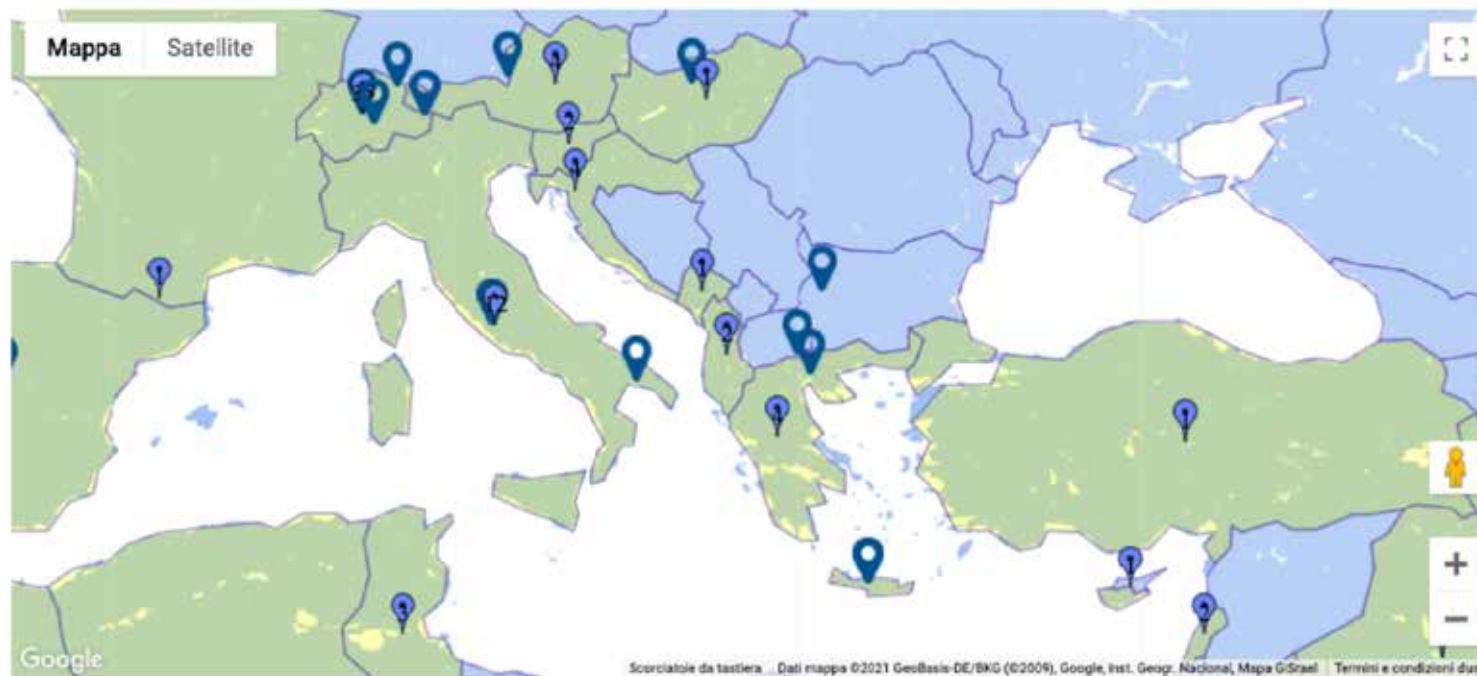 Mappa Satellite
Google
Scorciatoie da tastiera Dati mappa ©2021 GeoBasis-DE/BKG (©2009), Google, Inst. Geogr. Nacional, Mapa GISrael Termini e condizioni d'us